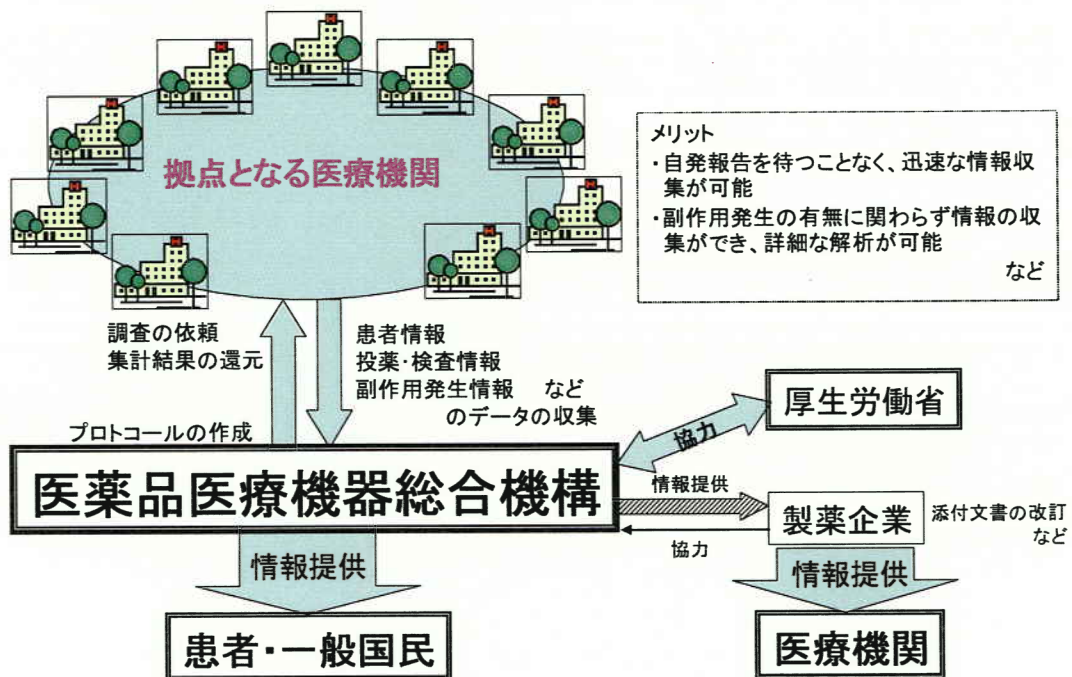 拠点となる医療機関
メリット
・自発報告を待つことなく、迅速な情報収
集が可能
・副作用発生の有無に関わらず情報の収
集ができ、詳細な解析が可能
など
調査の依頼
集計結果の還元
患者情報
投薬・検査情報
副作用発生情報 など
のデータの収集
プロトコールの作成
医薬品医療機器総合機構
協力
厚生労働省
情報提供
協力
製薬企業
添付文書の改訂
など
情報提供
患者・一般国民
情報提供
医療機関